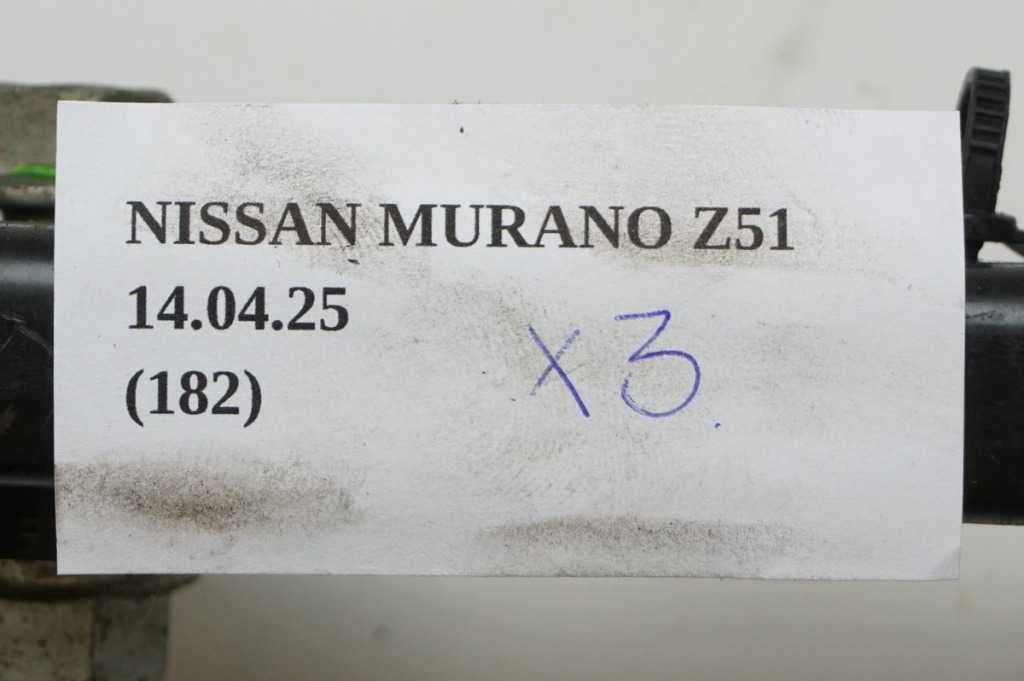 NISSAN MURANO Z51
14.04.25
(182)
X3.